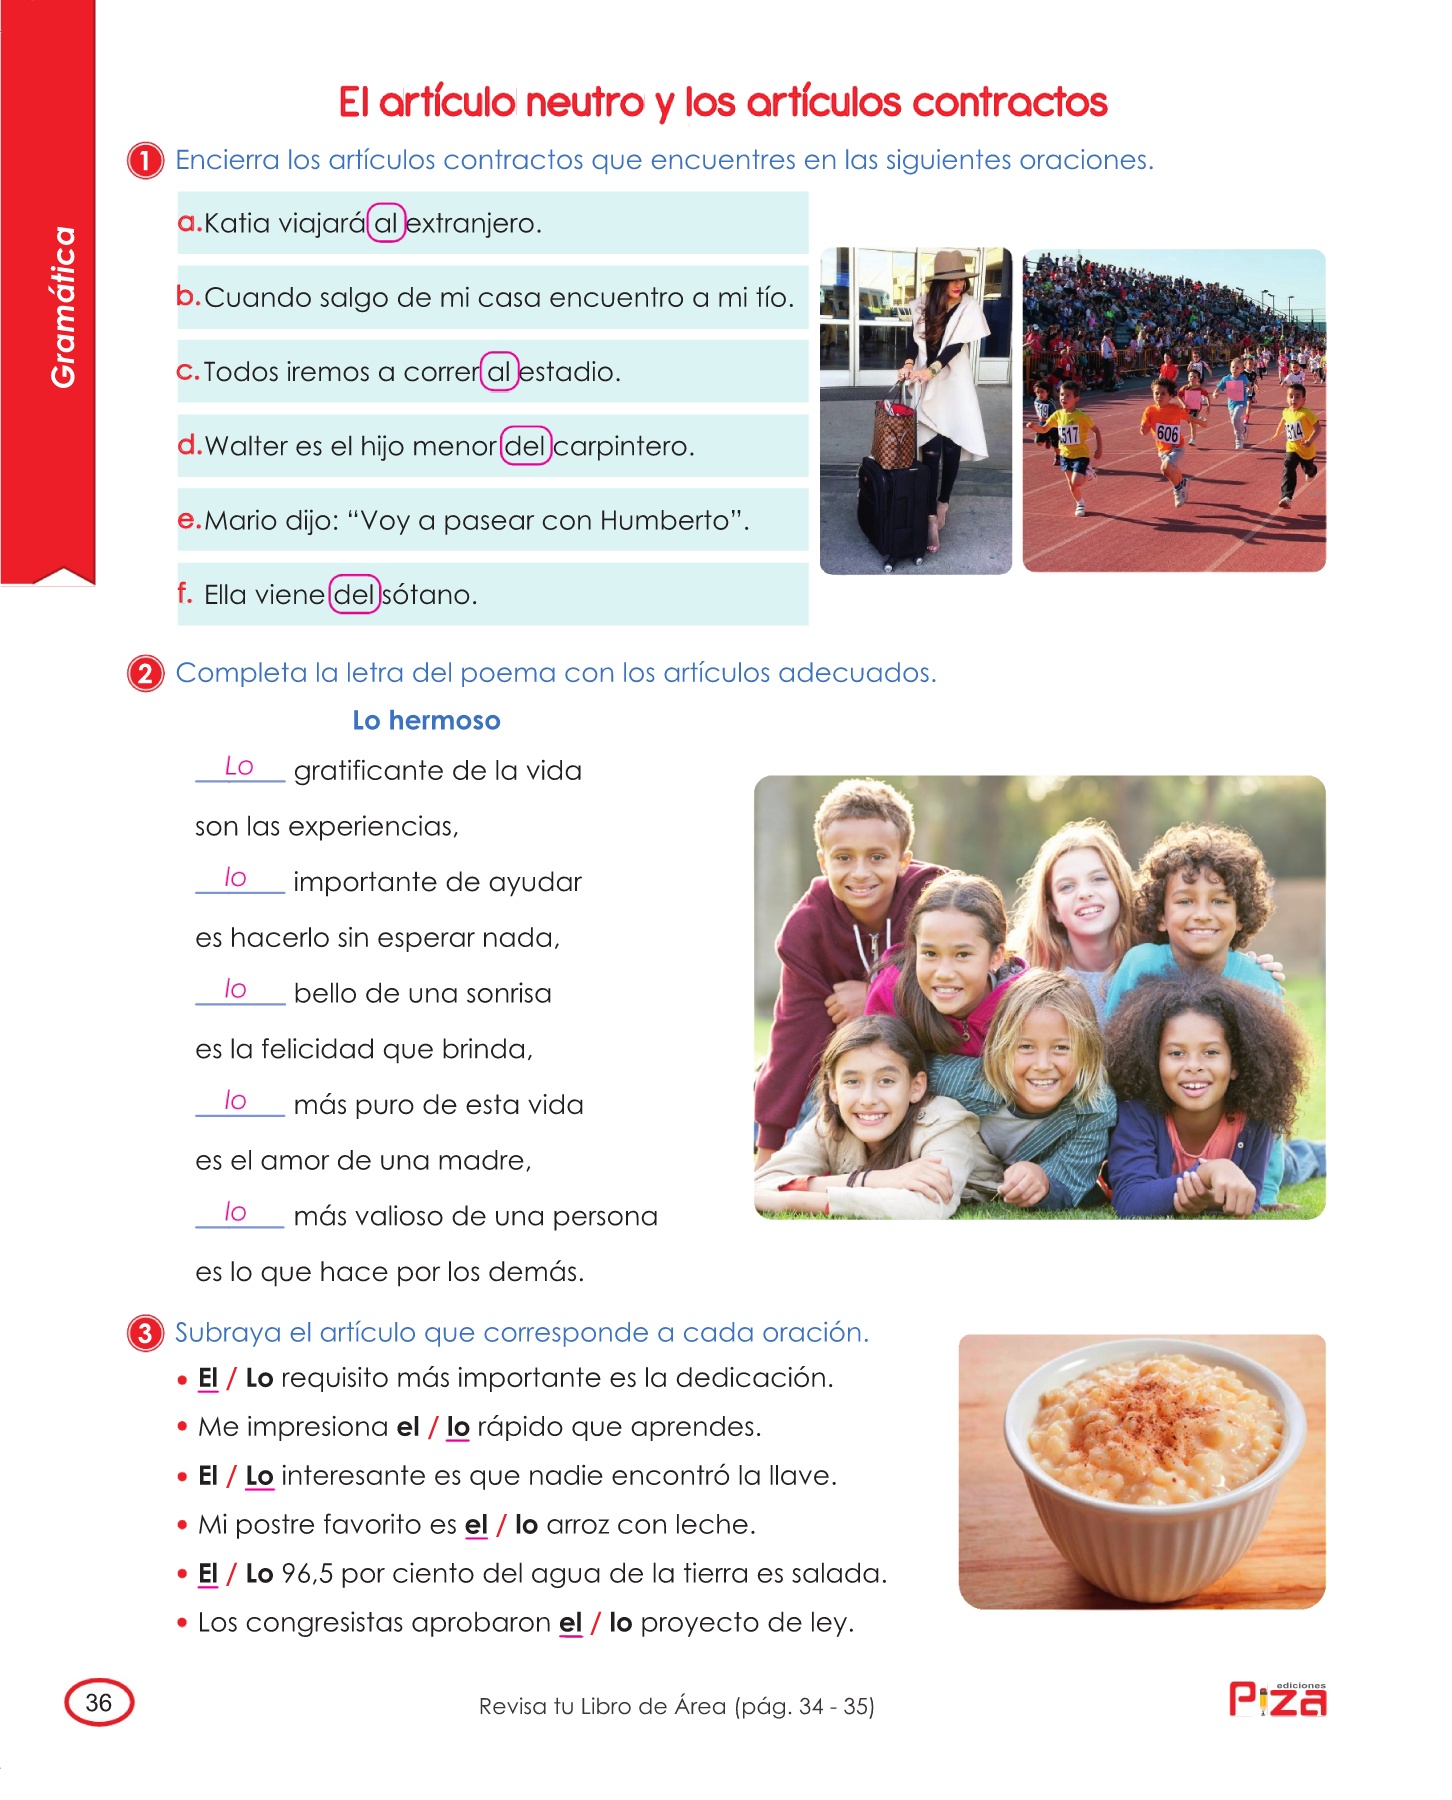 Gramática
El artículo neutro y los artículos contractos
1 Encierra los artículos contractos que encuentres en las siguientes oraciones.
a. Katia viajará al extranjero.
b. Cuando salgo de mi casa encuentro a mi tío.
c. Todos iremos a correr al estadio.
d. Walter es el hijo menor del carpintero.
e. Mario dijo: “Voy a pasear con Humberto”.
f. Ella viene del sótano.
517
606
514
2 Completa la letra del poema con los artículos adecuados.
Lo hermoso
Lo gratificante de la vida
son las experiencias,
lo importante de ayudar
es hacerlo sin esperar nada,
lo bello de una sonrisa
es la felicidad que brinda,
lo más puro de esta vida
es el amor de una madre,
lo más valioso de una persona
es lo que hace por los demás.
3 Subraya el artículo que corresponde a cada oración.
• El / Lo requisito más importante es la dedicación.
• Me impresiona el / lo rápido que aprendes.
• El / Lo interesante es que nadie encontró la llave.
• Mi postre favorito es el / lo arroz con leche.
• El / Lo 96,5 por ciento del agua de la tierra es salada.
• Los congresistas aprobaron el / lo proyecto de ley.
36
Revisa tu Libro de Área (pág. 34 - 35)
ediciones
Piza